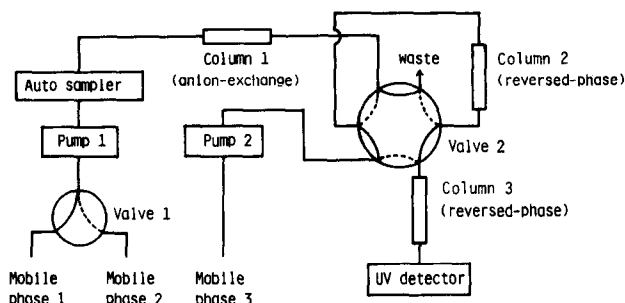 Column 1
(anion-exchange)
waste
Column 2
(reversed-phase)
Auto sampler
Pump 1
Pump 2
Valve 2
Valve 1
Column 3
(reversed-phase)
Mobile
phase 1
Mobile
phase 2
Mobile
phase 3
UV detector